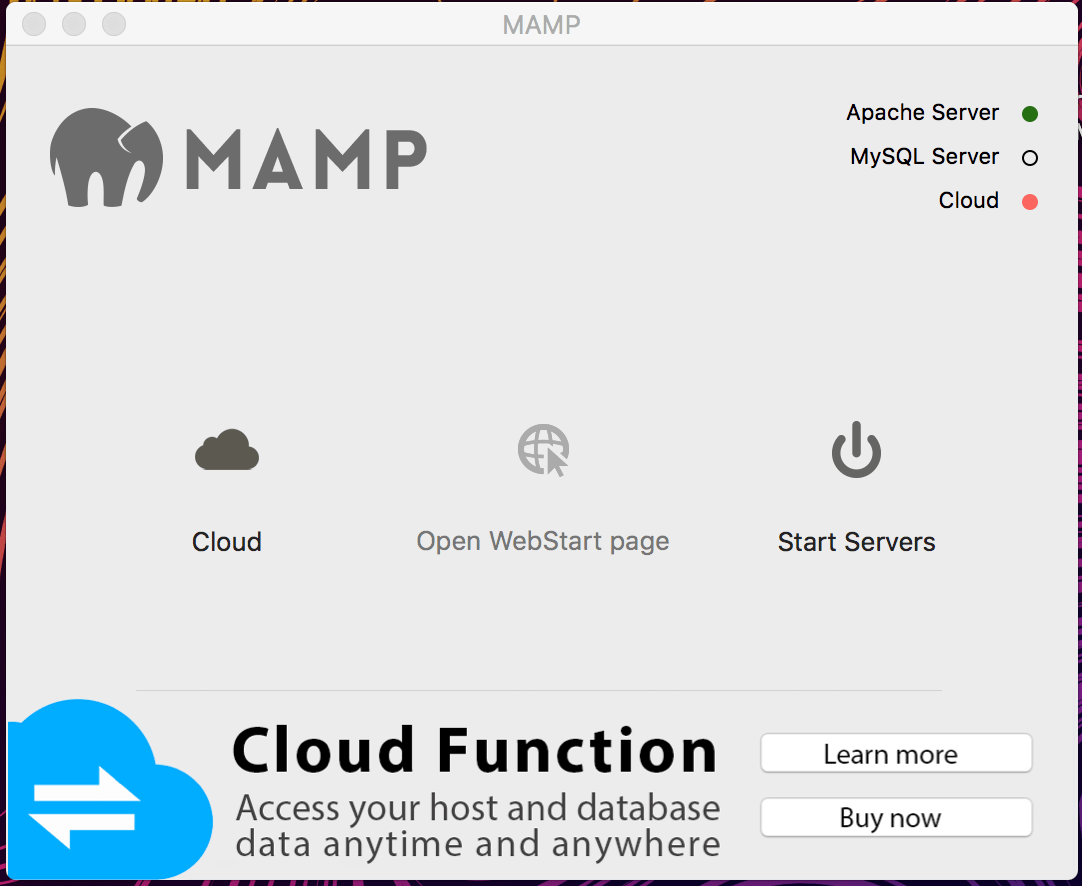 MAMP
MAMP
Apache Server
MySQL Server
Cloud
Cloud
Open WebStart page
Start Servers
Cloud Function
Access your host and database
data anytime and anywhere
Learn more
Buy now